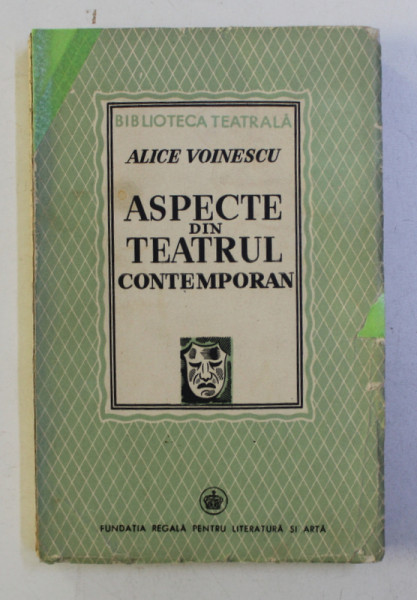 BIBLIOTECA TEATRALĂ
ALICE VOINESCU
ASPECTE
DIN
TEATRUL
CONTEMPORAN
FUNDAȚIA REGALĂ PENTRU LITERATURĂ ȘI ARTĂ